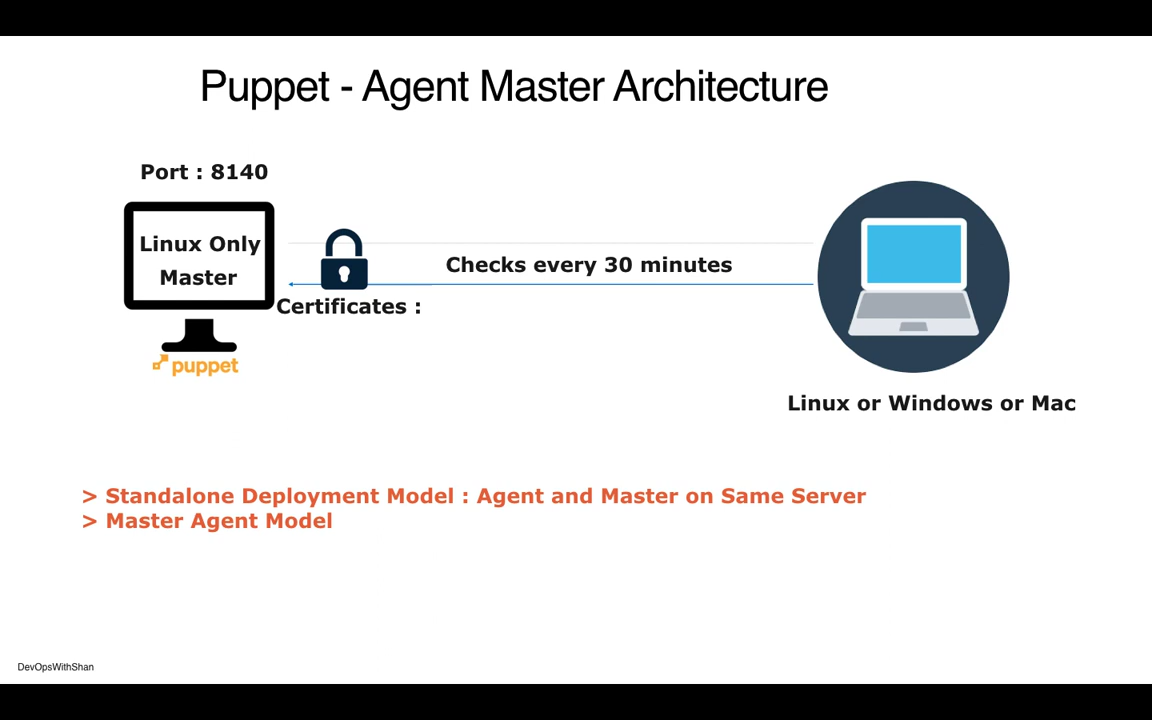 Puppet - Agent Master Architecture
Port : 8140
Linux Only
Master
puppet
Certificates :
Checks every 30 minutes
Linux or Windows or Mac
> Standalone Deployment Model : Agent and Master on Same Server
> Master Agent Model
DevOpsWithShan